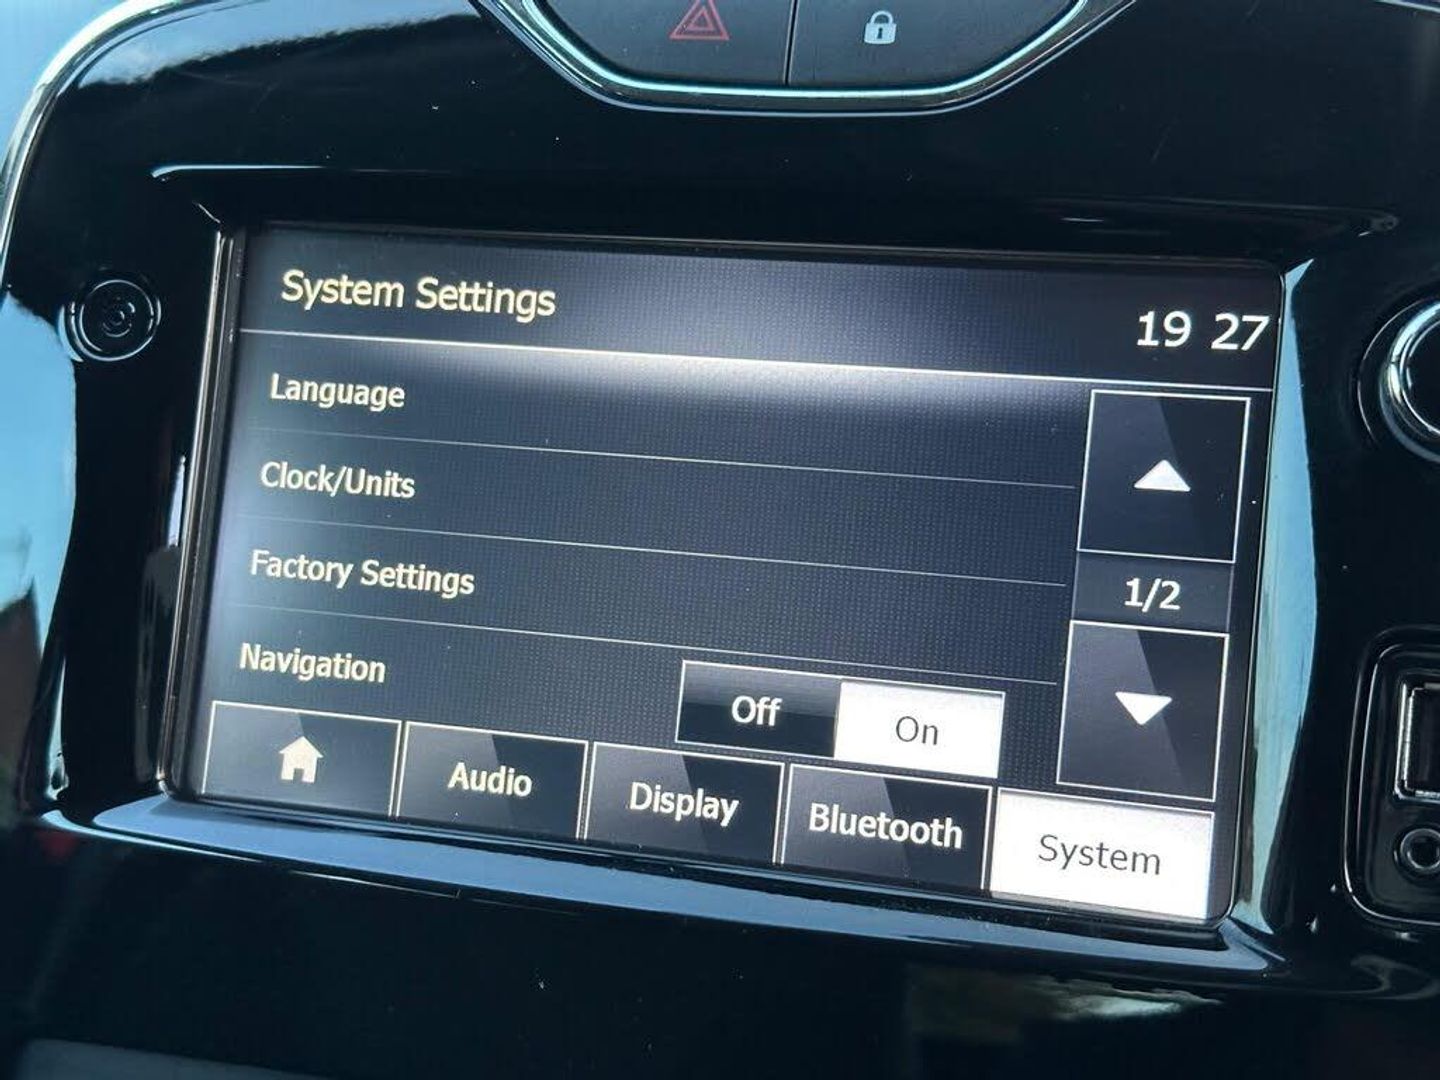 System Settings
19 27
Language
Clock/Units
Factory Settings
1/2
Navigation
Off
On
Audio
Display
Bluetooth
System